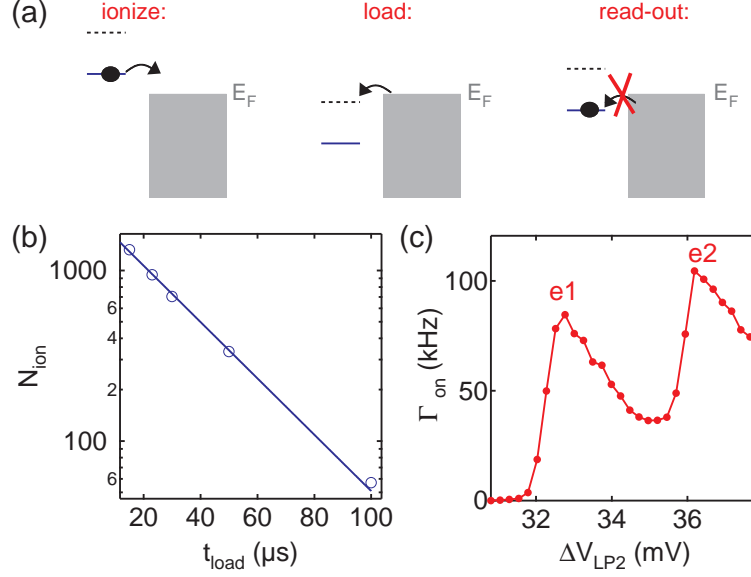 (a) ionize: load: read-out:
E_F E_F E_F
(b) (c)
N_ion
1000
6
4
2
100
6
20 40 60 80 100
t_load (μs)
Γ_on (kHz)
100
50
0
e1 e2
32 34 36
ΔV_LP2 (mV)